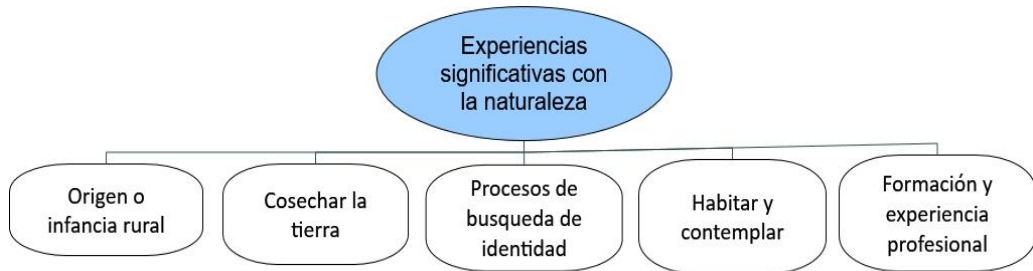 Experiencias
significativas con
la naturaleza
Origen o
infancia rural
Cosechar la
tierra
Procesos de
busqueda de
identidad
Habitar y
contemplar
Formación y
experiencia
profesional